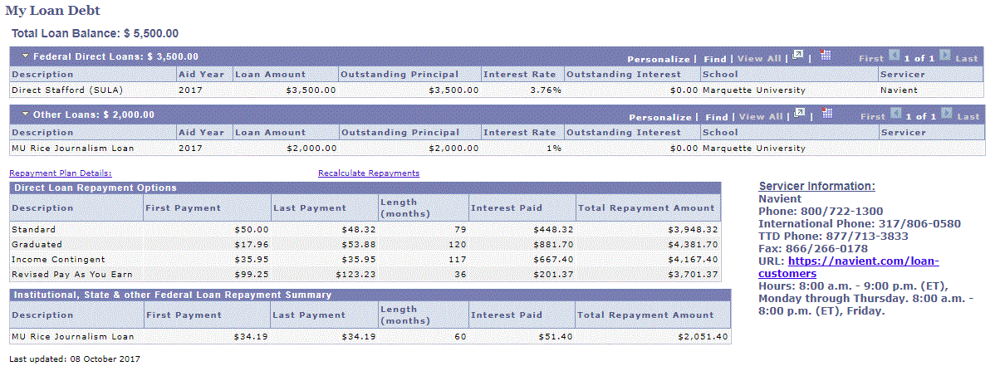 My Loan Debt
Total Loan Balance: $ 5,500.00
Federal Direct Loans: $ 3,500.00 Personalize | Find | View All | | First 1 of 1 Last
Description Aid Year Loan Amount Outstanding Principal Interest Rate Outstanding Interest School Servicer
Direct Stafford (SULA) 2017 $3,500.00 $3,500.00 3.76% $0.00 Marquette University Navient
Other Loans: $ 2,000.00 Personalize | Find | View All | | First 1 of 1 Last
Description Aid Year Loan Amount Outstanding Principal Interest Rate Outstanding Interest School Servicer
MU Rice Journalism Loan 2017 $2,000.00 $2,000.00 1% $0.00 Marquette University
Repayment Plan Details: Recalculate Repayments
Direct Loan Repayment Options
Description First Payment Last Payment Length (months) Interest Paid Total Repayment Amount
Standard $50.00 $48.32 79 $448.32 $3,948.32
Graduated $17.96 $53.88 120 $881.70 $4,381.70
Income Contingent $35.95 $35.95 117 $667.40 $4,167.40
Revised Pay As You Earn $99.25 $123.23 36 $201.37 $3,701.37
Institutional, State & other Federal Loan Repayment Summary
Description First Payment Last Payment Length (months) Interest Paid Total Repayment Amount
MU Rice Journalism Loan $34.19 $34.19 60 $51.40 $2,051.40
Last updated: 08 October 2017
Servicer Information:
Navient
Phone: 800/722-1300
International Phone: 317/806-0580
TTD Phone: 877/713-3833
Fax: 866/266-0178
URL: https://navient.com/loan-
customers
Hours: 8:00 a.m. - 9:00 p.m. (ET),
Monday through Thursday. 8:00 a.m. -
8:00 p.m. (ET), Friday.